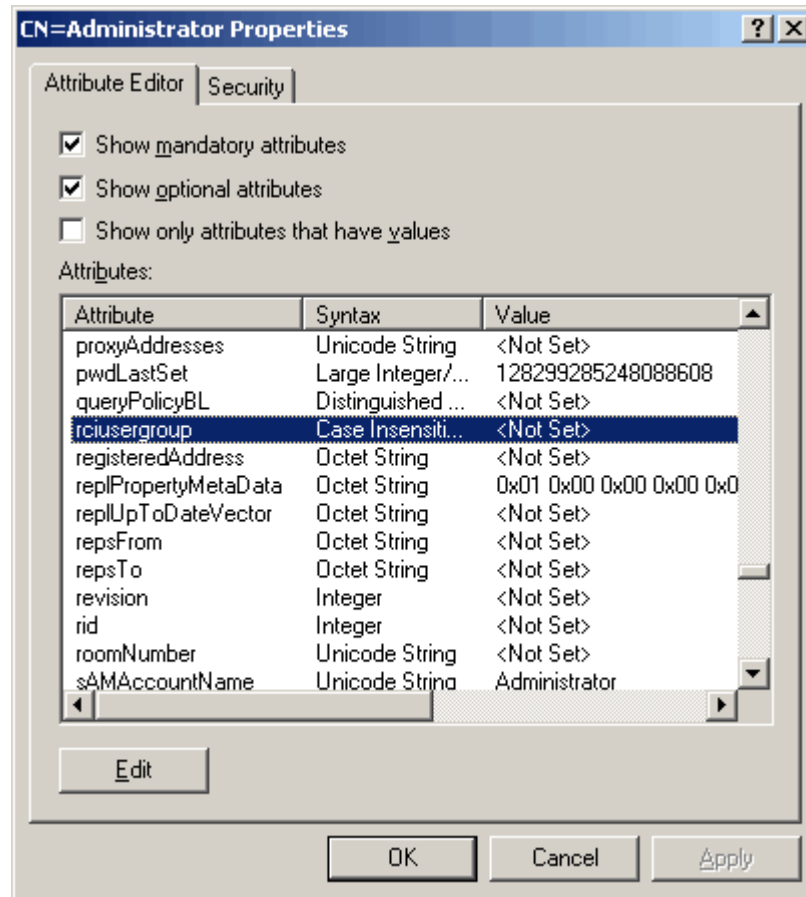 CN=Administrator Properties
Attribute Editor Security
Show mandatory attributes
Show optional attributes
Show only attributes that have values
Attributes:
Attribute Syntax Value
proxyAddresses Unicode String <Not Set>
pwdLastSet Large Integer/... 128299285248088608
queryPolicyBL Distinguished ... <Not Set>
rciusergroup Case Insensiti... <Not Set>
registeredAddress Octet String <Not Set>
replPropertyMetaData Octet String 0x01 0x00 0x00 0x00 0x0
replUpToDateVector Octet String <Not Set>
repsFrom Octet String <Not Set>
repsTo Octet String <Not Set>
revision Integer <Not Set>
rid Integer <Not Set>
roomNumber Unicode String <Not Set>
sAMAccountName Unicode String Administrator
Edit
OK Cancel Apply